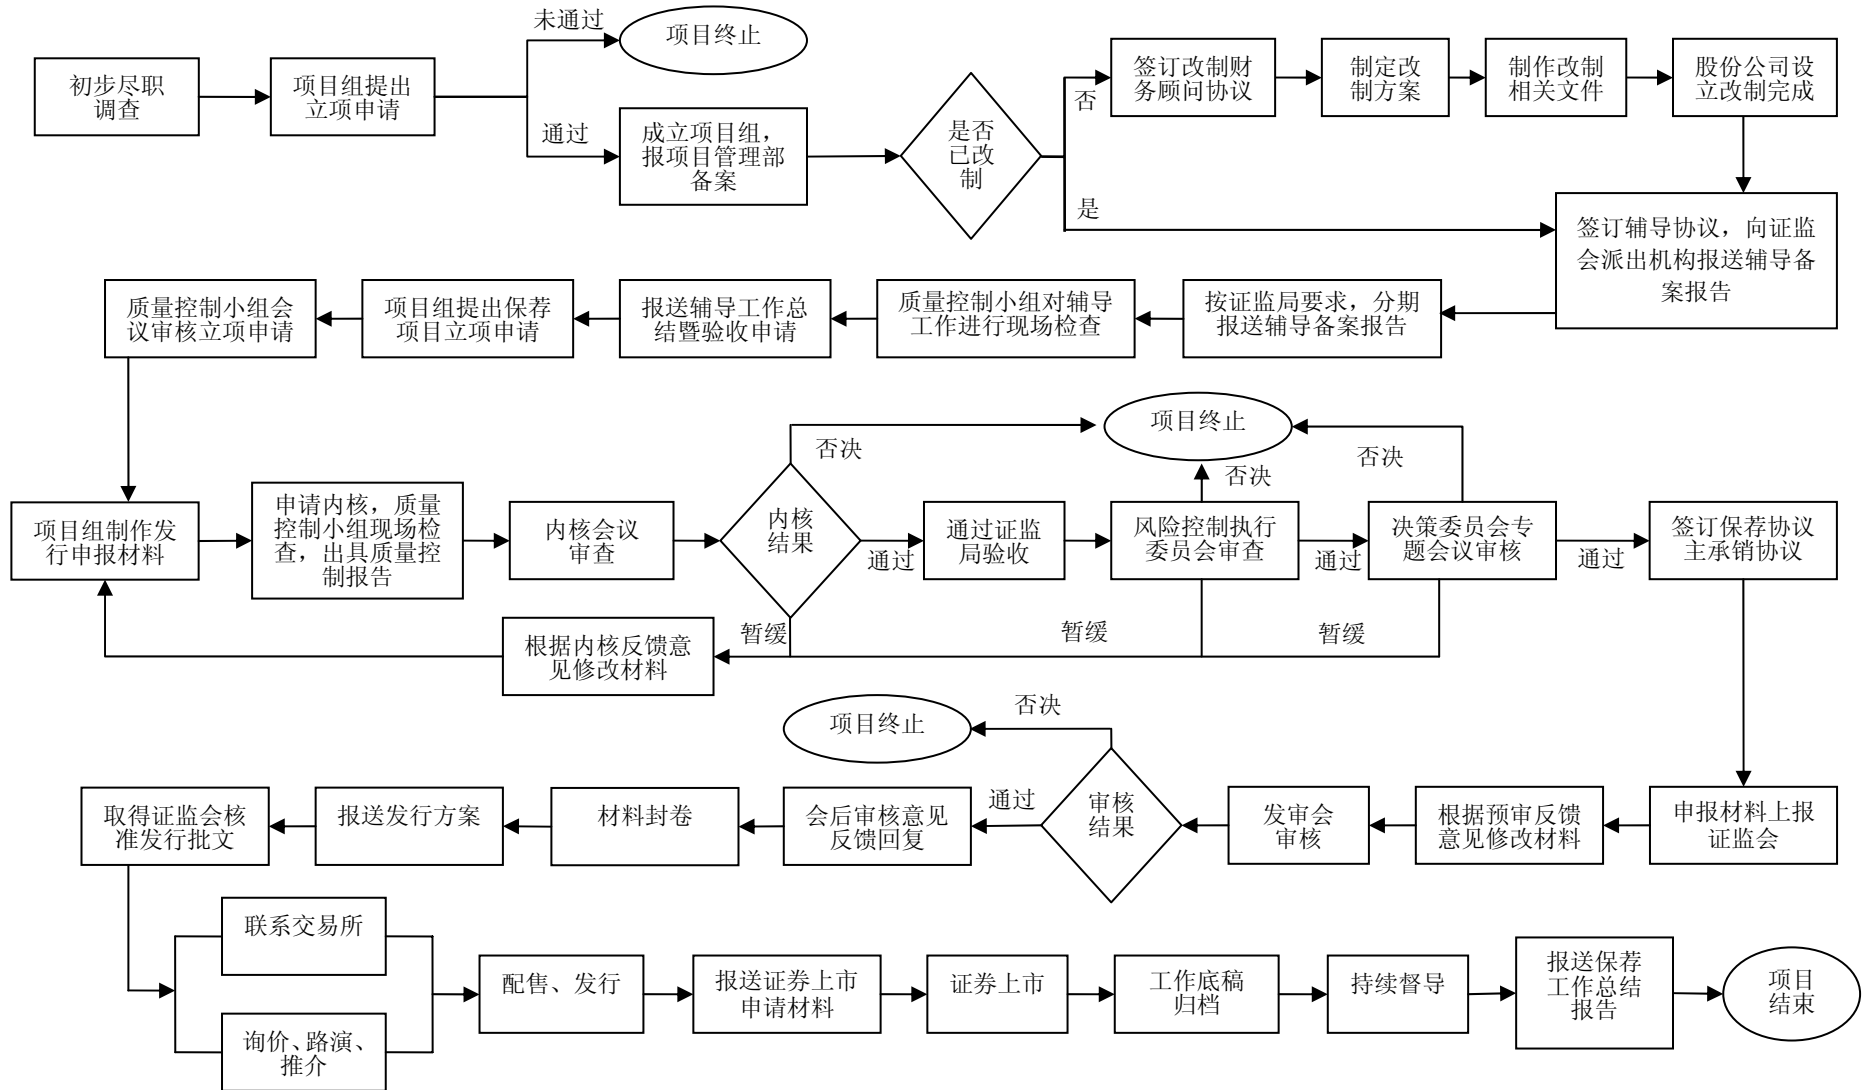 未通过
项目终止
初步尽职
调查
项目组提出
立项申请
通过
成立项目组，
报项目管理部
备案
是否
已改
制
否
签订改制财
务顾问协议
制定改
制方案
制作改制
相关文件
股份公司设
立改制完成
是
签订辅导协议，向证监
会派出机构报送辅导备
案报告
质量控制小组会
议审核立项申请
项目组提出保荐
项目立项申请
报送辅导工作总
结暨验收申请
质量控制小组对辅导
工作进行现场检查
按证监局要求，分期
报送辅导备案报告
项目终止
否决
否决
否决
项目组制作发
行申报材料
申请内核，质量
控制小组现场检
查，出具质量控
制报告
内核会议
审查
内核
结果
通过
通过证监
局验收
风险控制执行
委员会审查
通过
决策委员会专
题会议审核
通过
签订保荐协议
主承销协议
根据内核反馈意
见修改材料
暂缓
暂缓
暂缓
项目终止
否决
取得证监会核
准发行批文
报送发行方案
材料封卷
会后审核意见
反馈回复
通过
审核
结果
发审会
审核
根据预审反馈
意见修改材料
申报材料上报
证监会
联系交易所
询价、路演、
推介
配售、发行
报送证券上市
申请材料
证券上市
工作底稿
归档
持续督导
报送保荐
工作总结
报告
项目
结束